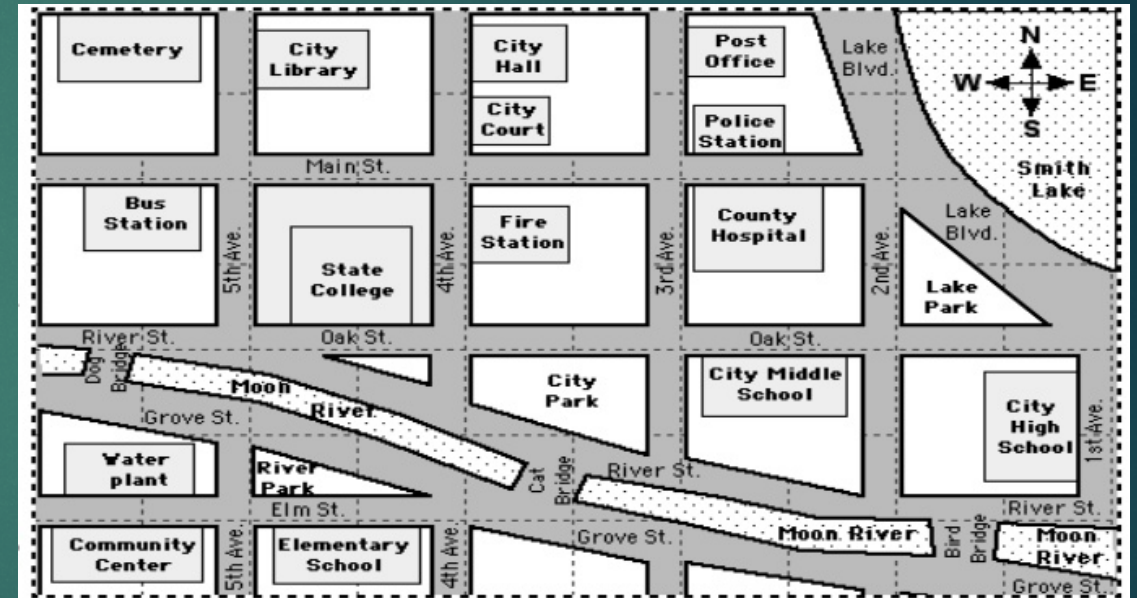 Cemetery
City
Library
City
Hall
City
Court
Post
Office
Police
Station
Lake
Blvd.
N
W E
S
Smith
Lake
Main St.
Bus
Station
5th Ave.
State
College
4th Ave.
Fire
Station
3rd Ave.
County
Hospital
2nd Ave.
Lake
Blvd.
Lake
Park
River St.
Oak St.
Oak St.
Dog
Bridge
Moon
River
Grove St.
City
Park
City Middle
School
City
High
School
1st Ave.
Water
plant
River
Park
Cat
Bridge
River St.
Elm St.
River St.
Community
Center
5th Ave.
Elementary
School
4th Ave.
Grove St.
Moon River
Bird
Bridge
Moon
River
Grove St.